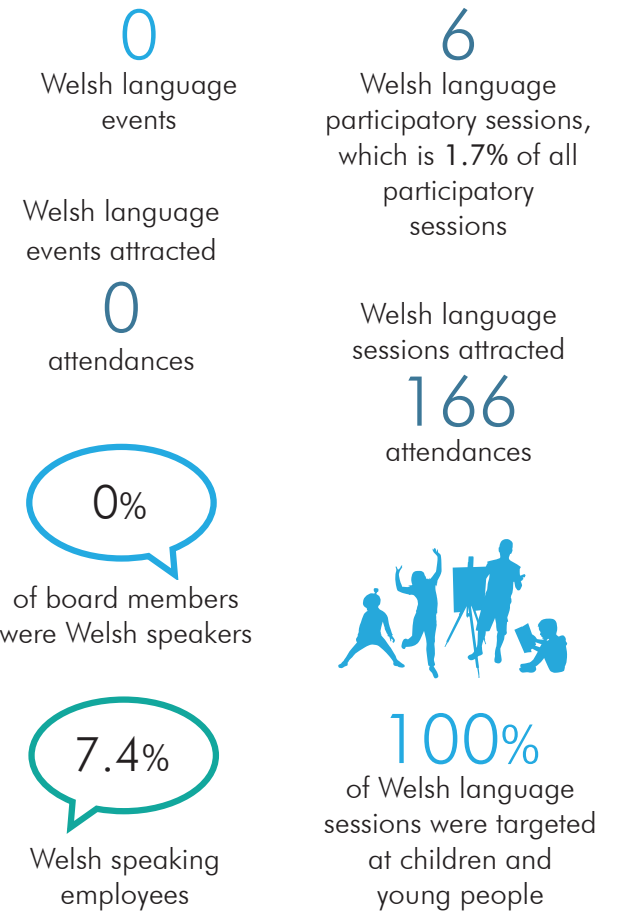 0
Welsh language
events
Welsh language
events attracted
0
attendances
0%
of board members
were Welsh speakers
7.4%
Welsh speaking
employees
6
Welsh language
participatory sessions,
which is 1.7% of all
participatory
sessions
Welsh language
sessions attracted
166
attendances
100%
of Welsh language
sessions were targeted
at children and
young people